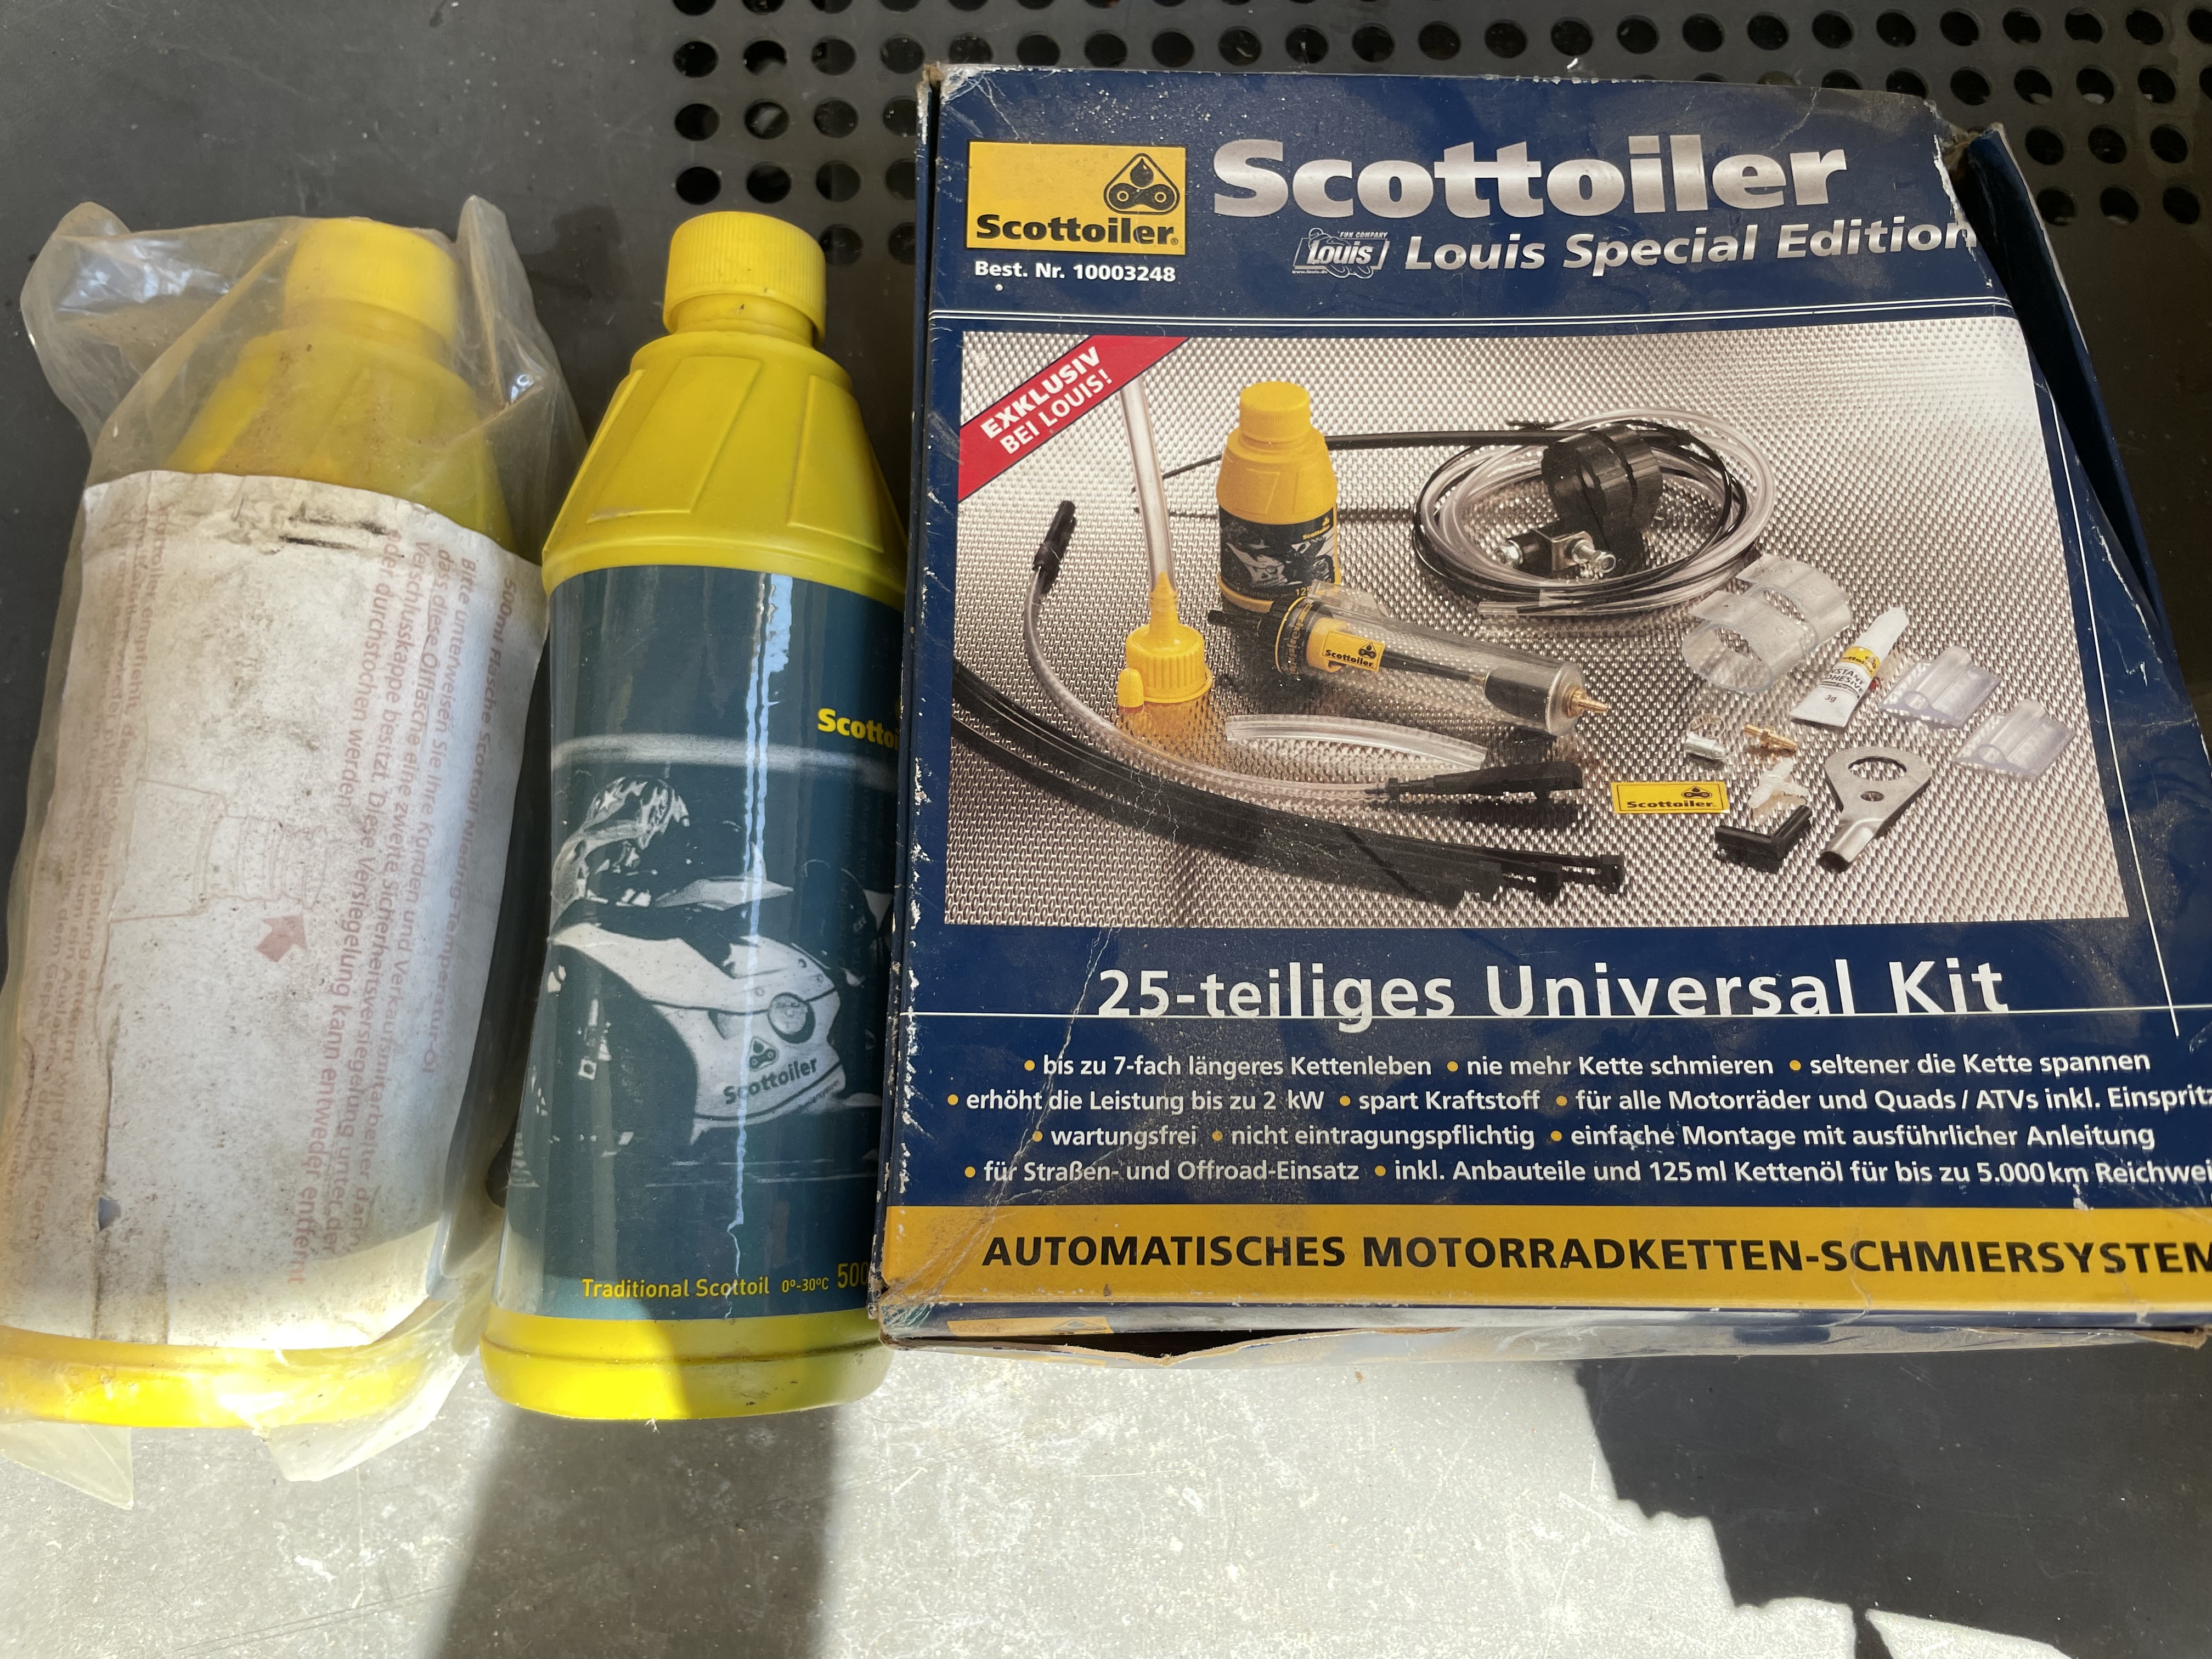 Scottoiler
Scottoiler
FUN COMPANY
Louis
Louis Special Edition
Best. Nr. 10003248
EXKLUSIV
BEI LOUIS!
Scottoiler
Scottoiler
3g
25-teiliges Universal Kit
• bis zu 7-fach längeres Kettenleben • nie mehr Kette schmieren • seltener die Kette spannen
• erhöht die Leistung bis zu 2 kW • spart Kraftstoff • für alle Motorräder und Quads / ATVs inkl. Einspritz
• wartungsfrei • nicht eintragungspflichtig • einfache Montage mit ausführlicher Anleitung
• für Straßen- und Offroad-Einsatz • inkl. Anbauteile und 125 ml Kettenöl für bis zu 5.000 km Reichwei
AUTOMATISCHES MOTORRADKETTEN-SCHMIERSYSTEM
Scottoi
Scottoiler
Traditional Scottoil 0°-30°C 500
500ml Flasche Scottoil Niedrig-Temperatur-Öl
Bitte unterweisen Sie Ihre Kunden und Verkaufsmitarbeiter darin,
dass diese Ölflasche eine zweite Sicherheitsversiegelung unter der
Verschlusskappe besitzt. Diese Versiegelung kann entweder entfernt
oder durchstochen werden.